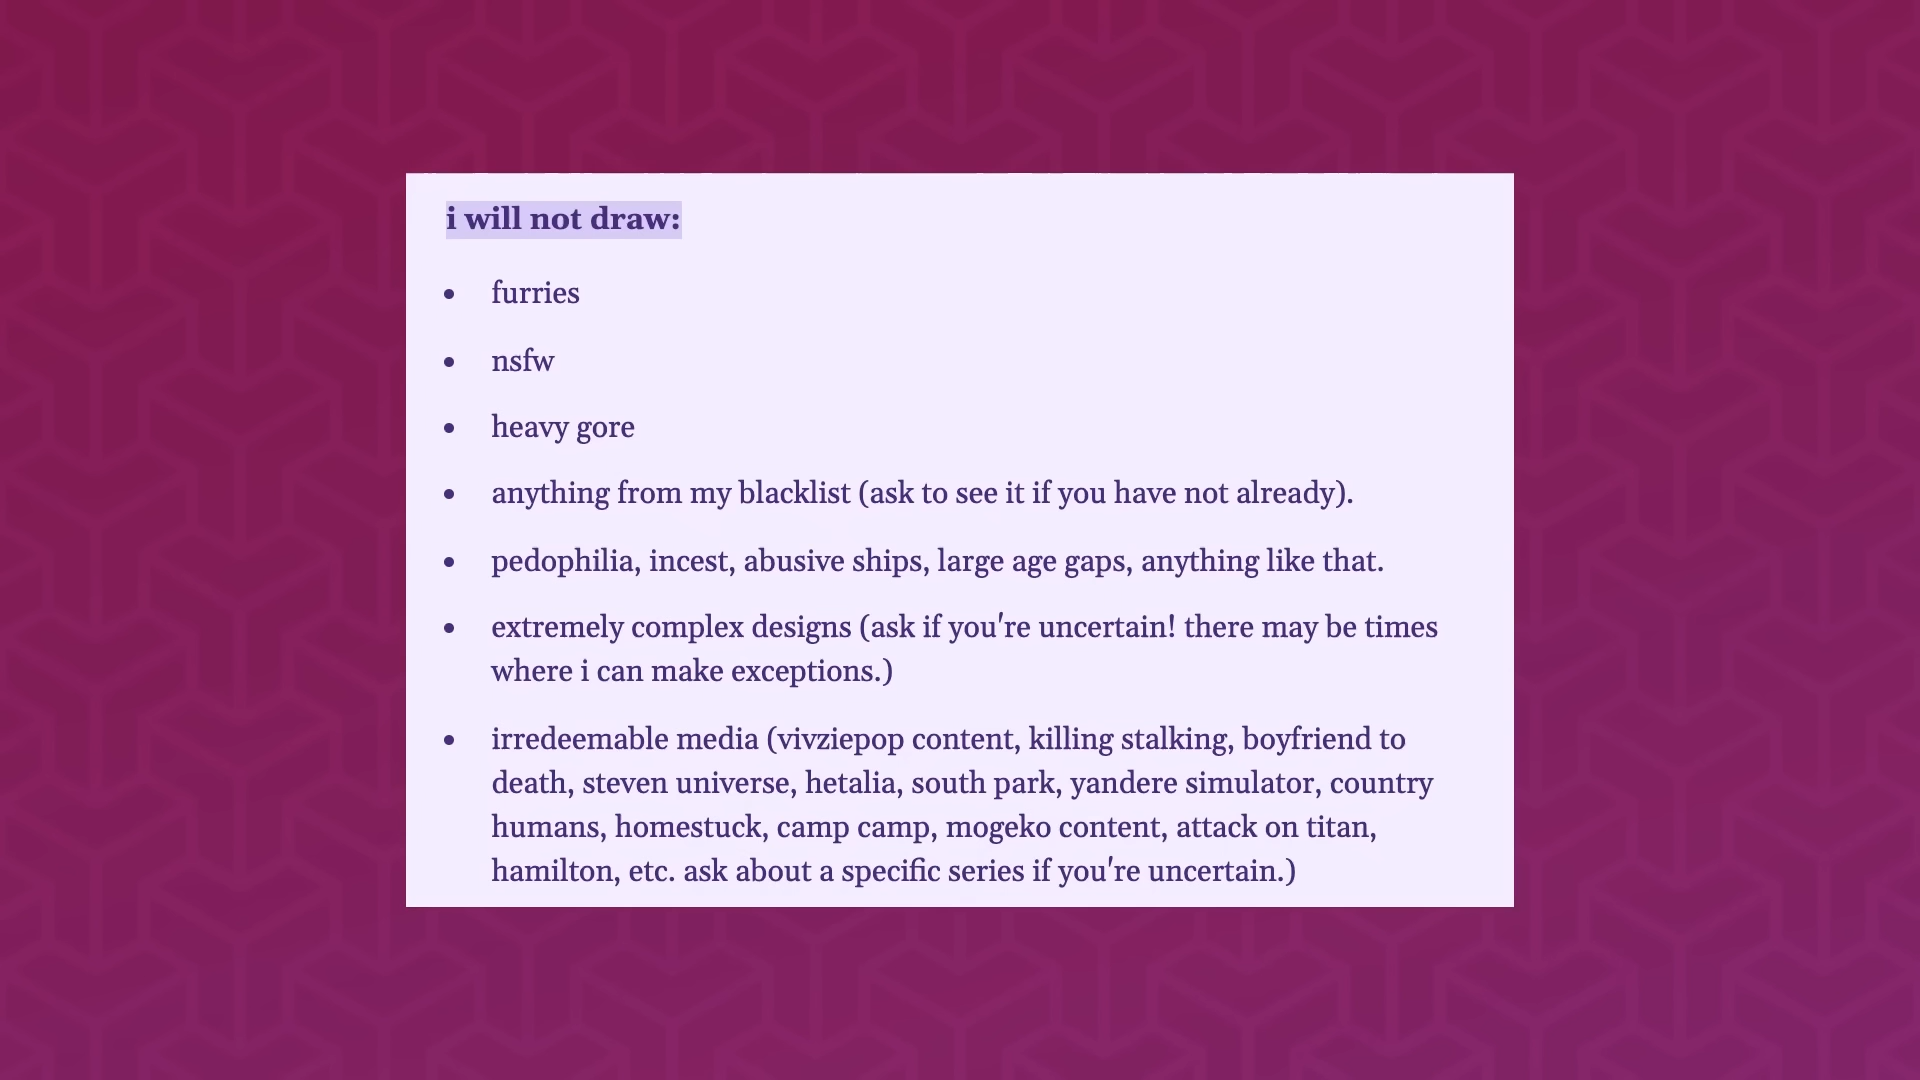 i will not draw:
• furries
• nsfw
• heavy gore
• anything from my blacklist (ask to see it if you have not already).
• pedophilia, incest, abusive ships, large age gaps, anything like that.
• extremely complex designs (ask if you're uncertain! there may be times
where i can make exceptions.)
• irredeemable media (vivziepop content, killing stalking, boyfriend to
death, steven universe, hetalia, south park, yandere simulator, country
humans, homestuck, camp camp, mogeko content, attack on titan,
hamilton, etc. ask about a specific series if you're uncertain.)